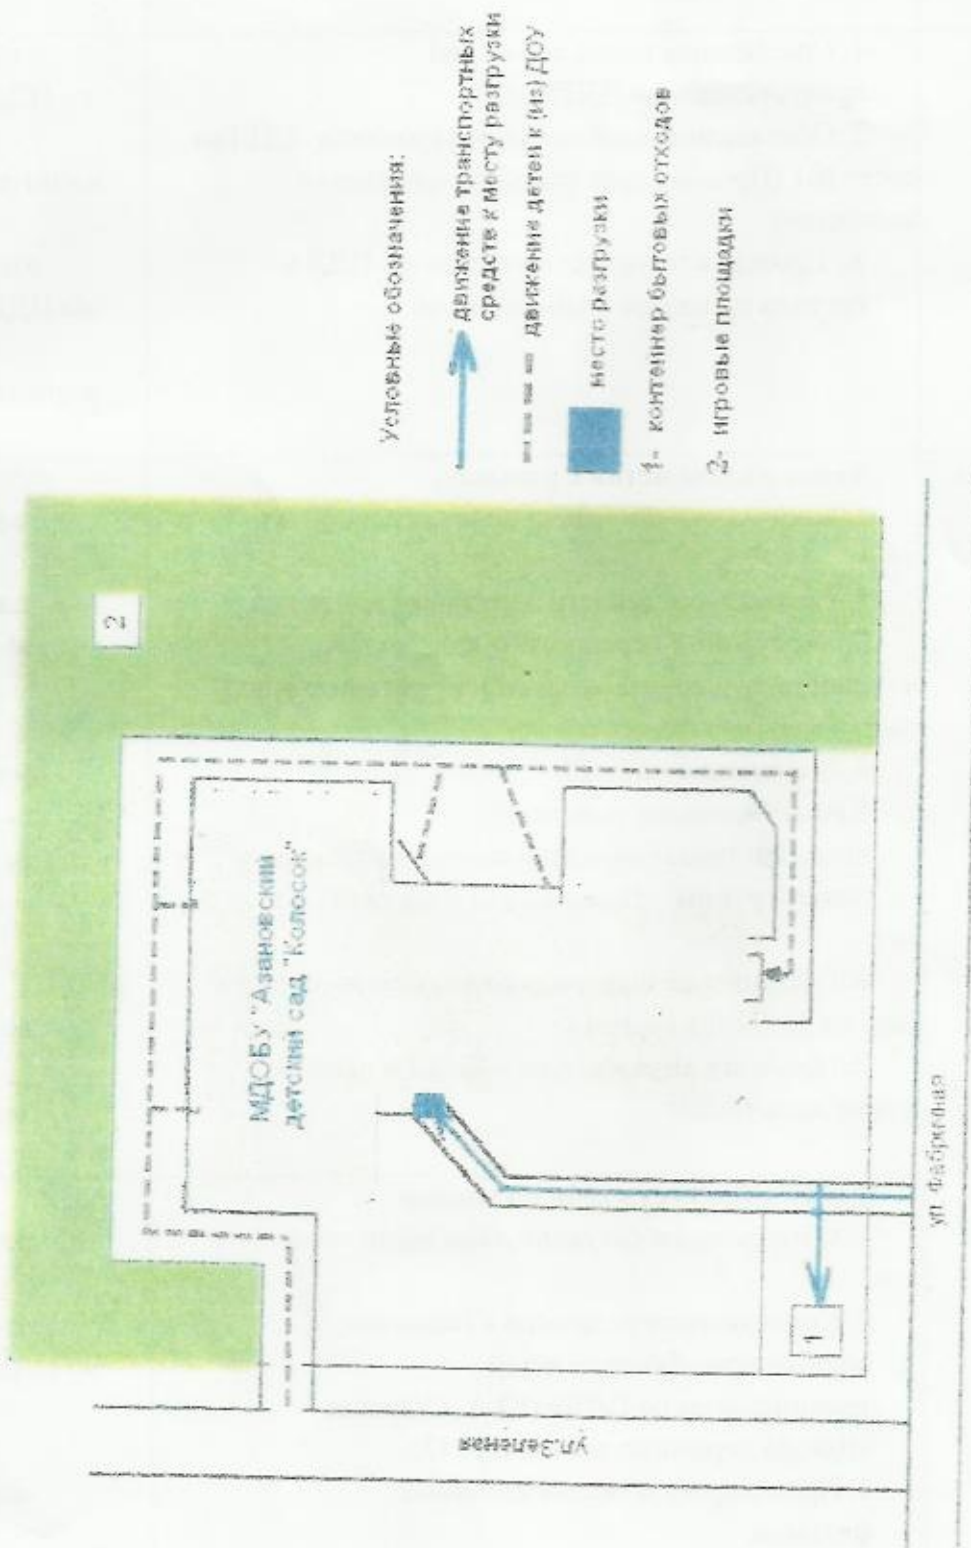 Условные обозначения:
движение транспортных
средств к месту разгрузки
движение детей к (из) ДОУ
место разгрузки
1- контейнер бытовых отходов
2- игровые площадки
2
МДОБУ "Азановский
детский сад "Колосок"
1
ул.Зеленая
ул. Фабричная